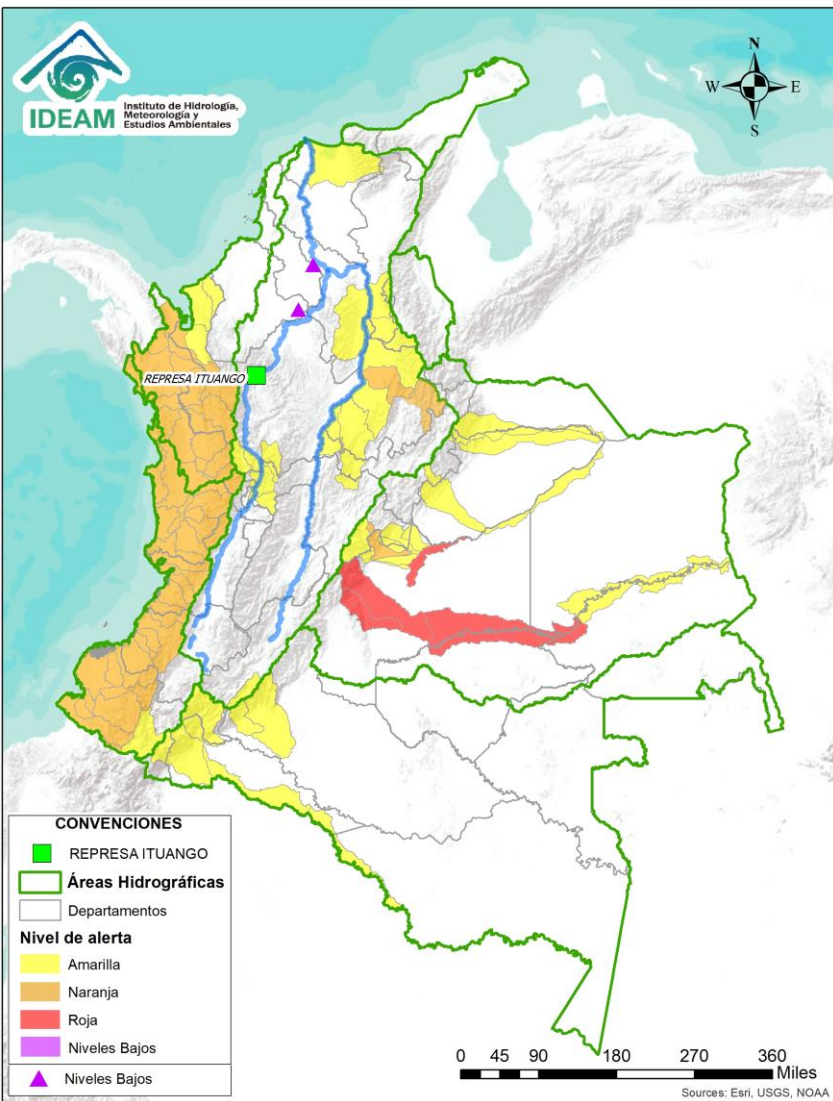 IDEAM
Instituto de Hidrología,
Meteorología y
Estudios Ambientales
N
W
E
S
REPRESA ITUANGO
CONVENCIONES
REPRESA ITUANGO
Áreas Hidrográficas
Departamentos
Nivel de alerta
Amarilla
Naranja
Roja
Niveles Bajos
Niveles Bajos
0 45 90 180 270 360
Miles
Sources: Esri, USGS, NOAA